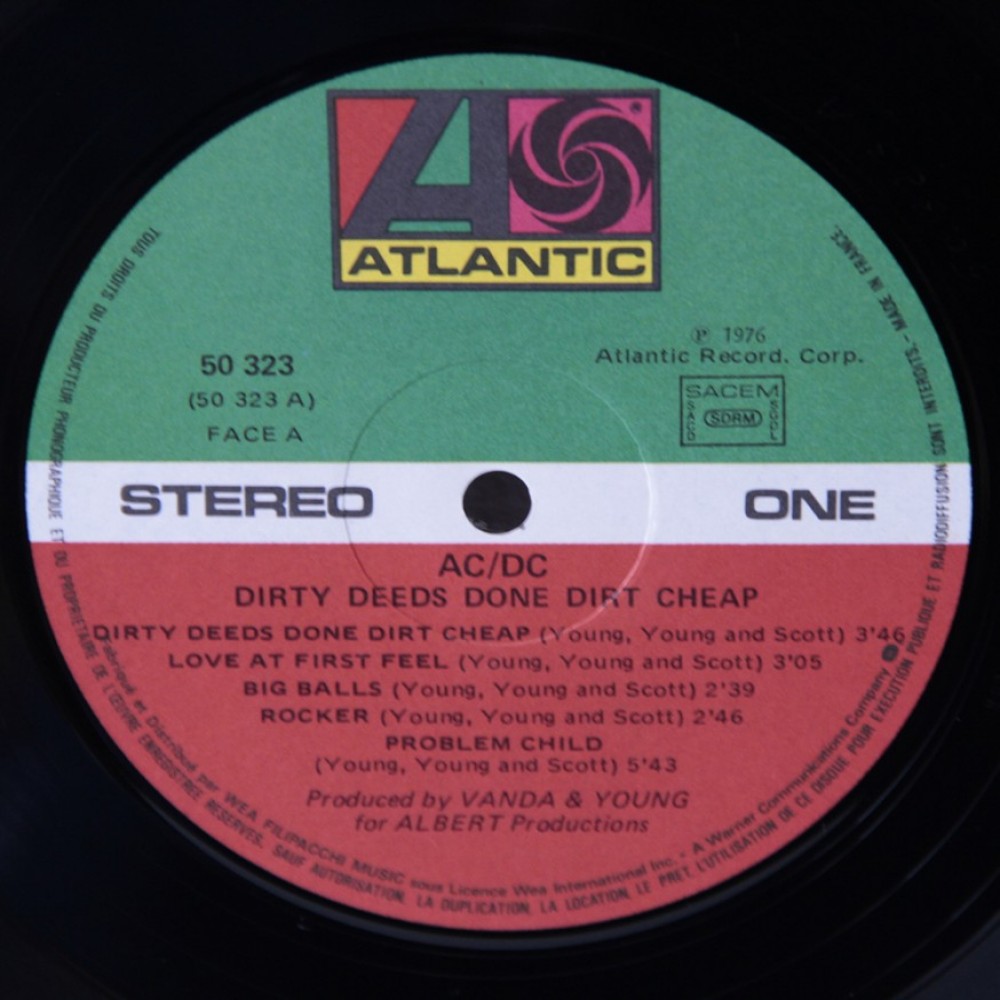 ATLANTIC
50 323
(50 323 A)
FACE A
℗ 1976
Atlantic Record. Corp.
SACEM
SACD SDRM SGDL
STEREO
ONE
AC/DC
DIRTY DEEDS DONE DIRT CHEAP
DIRTY DEEDS DONE DIRT CHEAP (Young, Young and Scott) 3'46
LOVE AT FIRST FEEL (Young, Young and Scott) 3'05
BIG BALLS (Young, Young and Scott) 2'39
ROCKER (Young, Young and Scott) 2'46
PROBLEM CHILD
(Young, Young and Scott) 5'43
Produced by VANDA & YOUNG
for ALBERT Productions
Fabriqué et Distribué par WEA FILIPACCHI MUSIC sous Licence Wea International Inc. - A Warner Communications Company
TOUS DROITS DU PRODUCTEUR PHONOGRAPHIQUE ET DU PROPRIETAIRE DE L'ŒUVRE ENREGISTREE RESERVES. SAUF AUTORISATION, LA DUPLICATION, LA LOCATION, LE PRET, L'UTILISATION DE CE DISQUE POUR EXECUTION PUBLIQUE ET RADIODIFFUSION SONT INTERDITS.- MADE IN FRANCE.